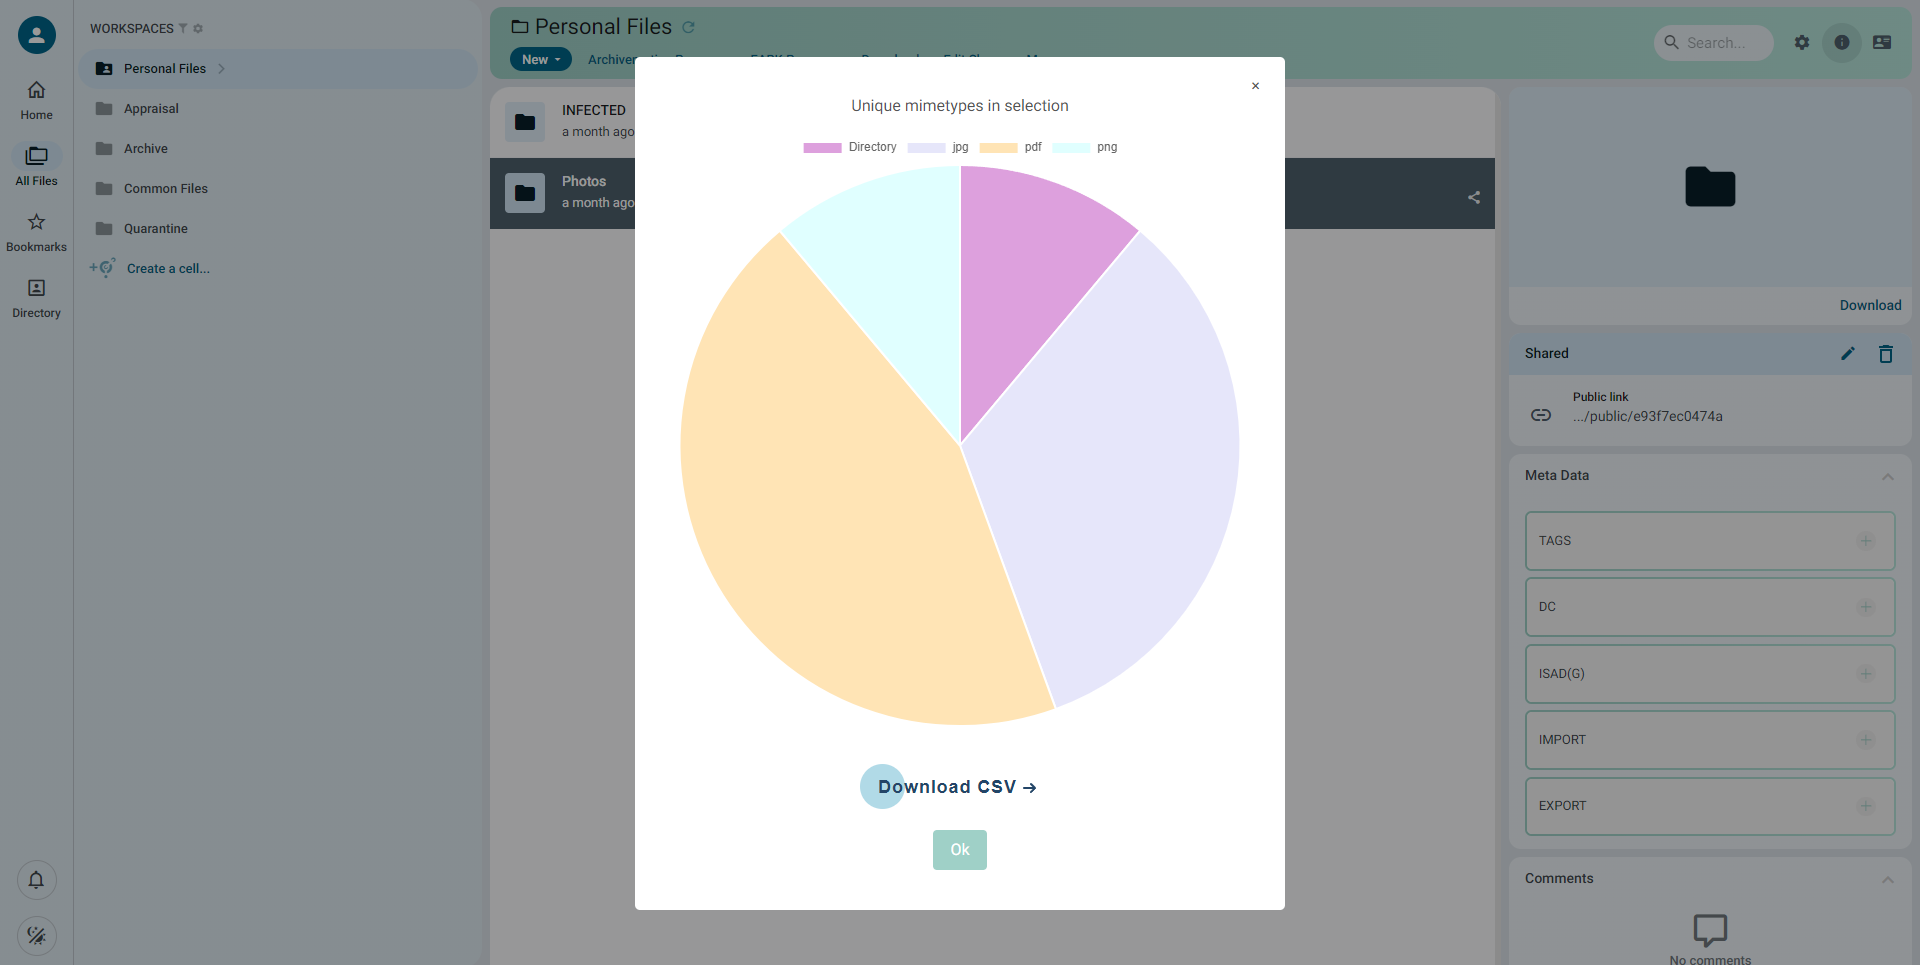 WORKSPACES
Personal Files
Appraisal
Archive
Common Files
Quarantine
Create a cell...
Home
All Files
Bookmarks
Directory
Personal Files
New
Search...
INFECTED
a month ago
Photos
a month ago
×
Unique mimetypes in selection
Directory jpg pdf png
Download CSV →
Ok
Download
Shared
Public link
.../public/e93f7ec0474a
Meta Data
TAGS
DC
ISAD(G)
IMPORT
EXPORT
Comments
No comments